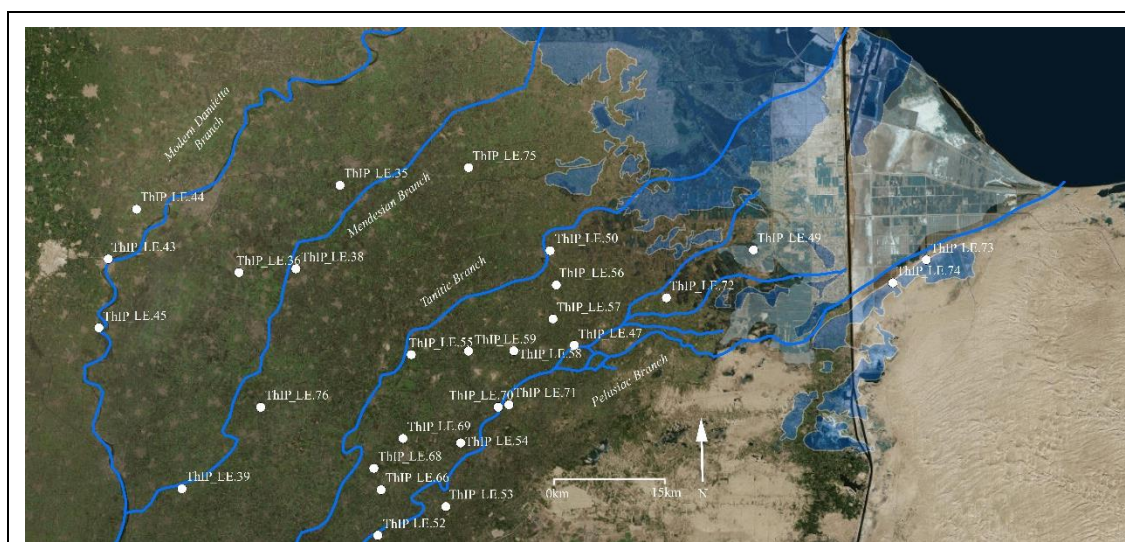 ThIP_LE.75
ThIP_LE.35
Modern Damietta
Branch
Mendesian Branch
ThIP_LE.44
ThIP_LE.43
ThIP_LE.36
ThIP_LE.38
ThIP_LE.50
ThIP_LE.49
ThIP_LE.73
ThIP_LE.74
Tanitic Branch
ThIP_LE.56
ThIP_LE.72
ThIP_LE.57
ThIP_LE.45
ThIP_LE.55
ThIP_LE.59
ThIP_LE.58
ThIP_LE.47
Pelusiac Branch
ThIP_LE.76
ThIP_LE.70
ThIP_LE.71
ThIP_LE.69
ThIP_LE.54
ThIP_LE.68
ThIP_LE.66
ThIP_LE.39
ThIP_LE.53
ThIP_LE.52
0km 15km
N